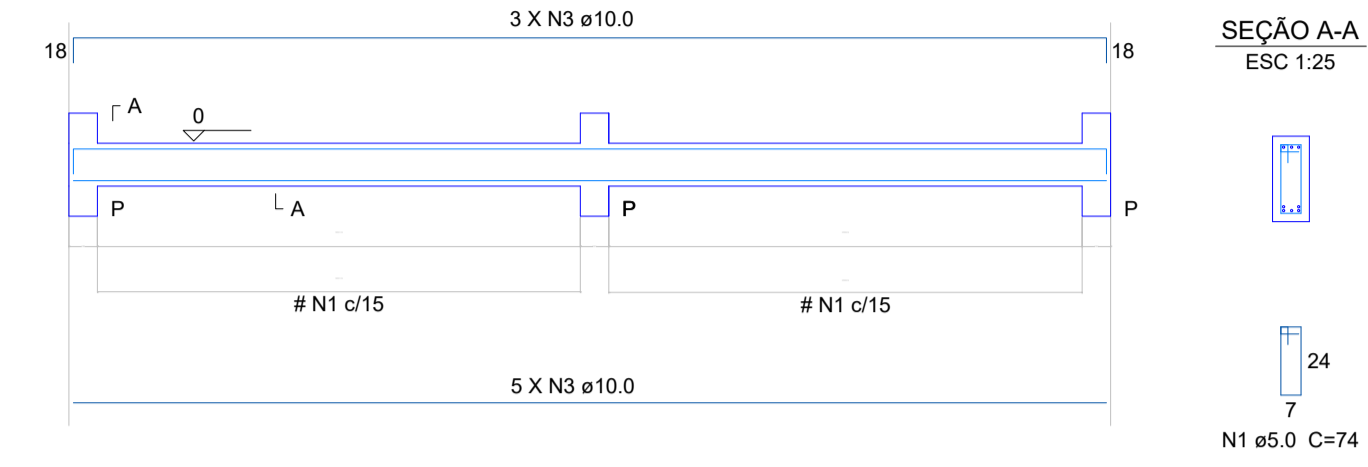 3 X N3 ø10.0
18
18
SEÇÃO A-A
ESC 1:25
A
0
P
A
P
P
# N1 c/15
# N1 c/15
24
5 X N3 ø10.0
7
N1 ø5.0 C=74